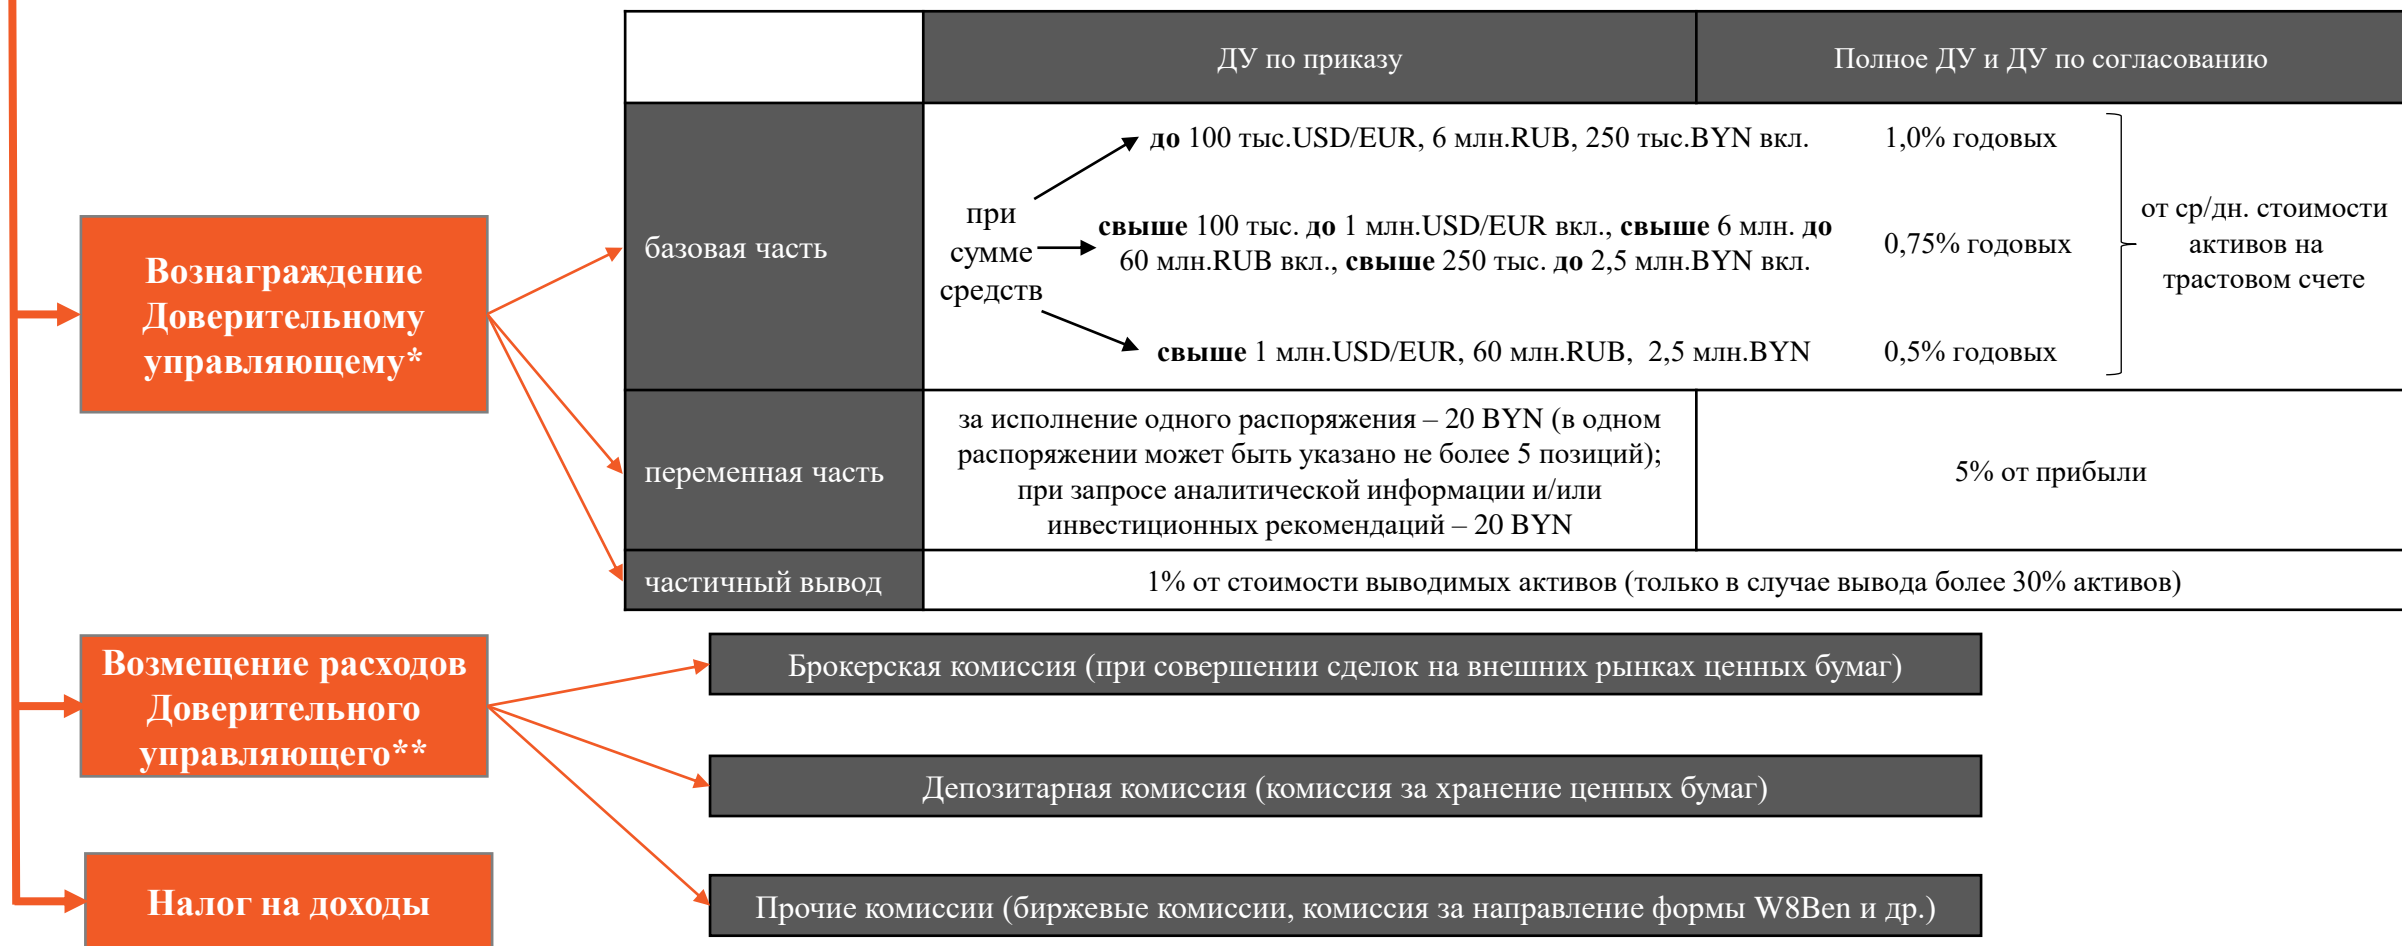 ДУ по приказу
Полное ДУ и ДУ по согласованию
Вознаграждение
Доверительному
управляющему*
базовая часть
при
сумме
средств
до 100 тыс.USD/EUR, 6 млн.RUB, 250 тыс.BYN вкл.
1,0% годовых
свыше 100 тыс. до 1 млн.USD/EUR вкл., свыше 6 млн. до
60 млн.RUB вкл., свыше 250 тыс. до 2,5 млн.BYN вкл.
0,75% годовых
свыше 1 млн.USD/EUR, 60 млн.RUB, 2,5 млн.BYN
0,5% годовых
от ср/дн. стоимости
активов на
трастовом счете
переменная часть
за исполнение одного распоряжения – 20 BYN (в одном
распоряжении может быть указано не более 5 позиций);
при запросе аналитической информации и/или
инвестиционных рекомендаций – 20 BYN
5% от прибыли
частичный вывод
1% от стоимости выводимых активов (только в случае вывода более 30% активов)
Возмещение расходов
Доверительного
управляющего**
Брокерская комиссия (при совершении сделок на внешних рынках ценных бумаг)
Депозитарная комиссия (комиссия за хранение ценных бумаг)
Прочие комиссии (биржевые комиссии, комиссия за направление формы W8Ben и др.)
Налог на доходы